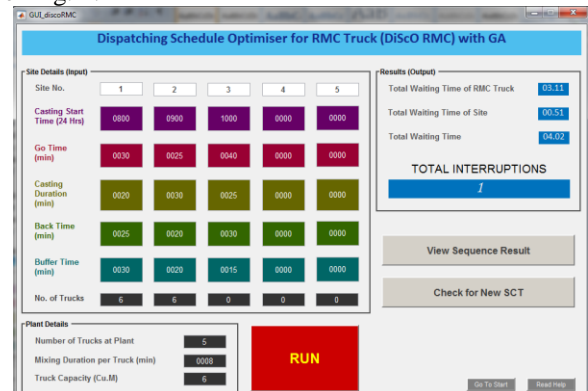 GUI_discoRMC
Dispatching Schedule Optimiser for RMC Truck (DiScO RMC) with GA
Site Details (Input)
Site No. 1 2 3 4 5
Casting Start
Time (24 Hrs) 0800 0900 1000 0000 0000
Go Time
(min) 0030 0025 0040 0000 0000
Casting
Duration
(min) 0020 0030 0025 0000 0000
Back Time
(min) 0025 0020 0030 0000 0000
Buffer Time
(min) 0030 0020 0015 0000 0000
No. of Trucks 6 6 0 0 0
Results (Output)
Total Waiting Time of RMC Truck 03.11
Total Waiting Time of Site 00.51
Total Waiting Time 04.02
TOTAL INTERRUPTIONS
1
View Sequence Result
Check for New SCT
Plant Details
Number of Trucks at Plant 5
Mixing Duration per Truck (min) 0008
Truck Capacity (Cu.M) 6
RUN
Go To Start Read Help